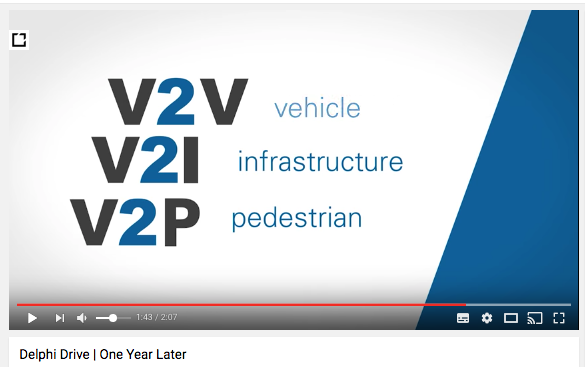 V2V vehicle
V2I infrastructure
V2P pedestrian
1:43 / 2:07
Delphi Drive | One Year Later